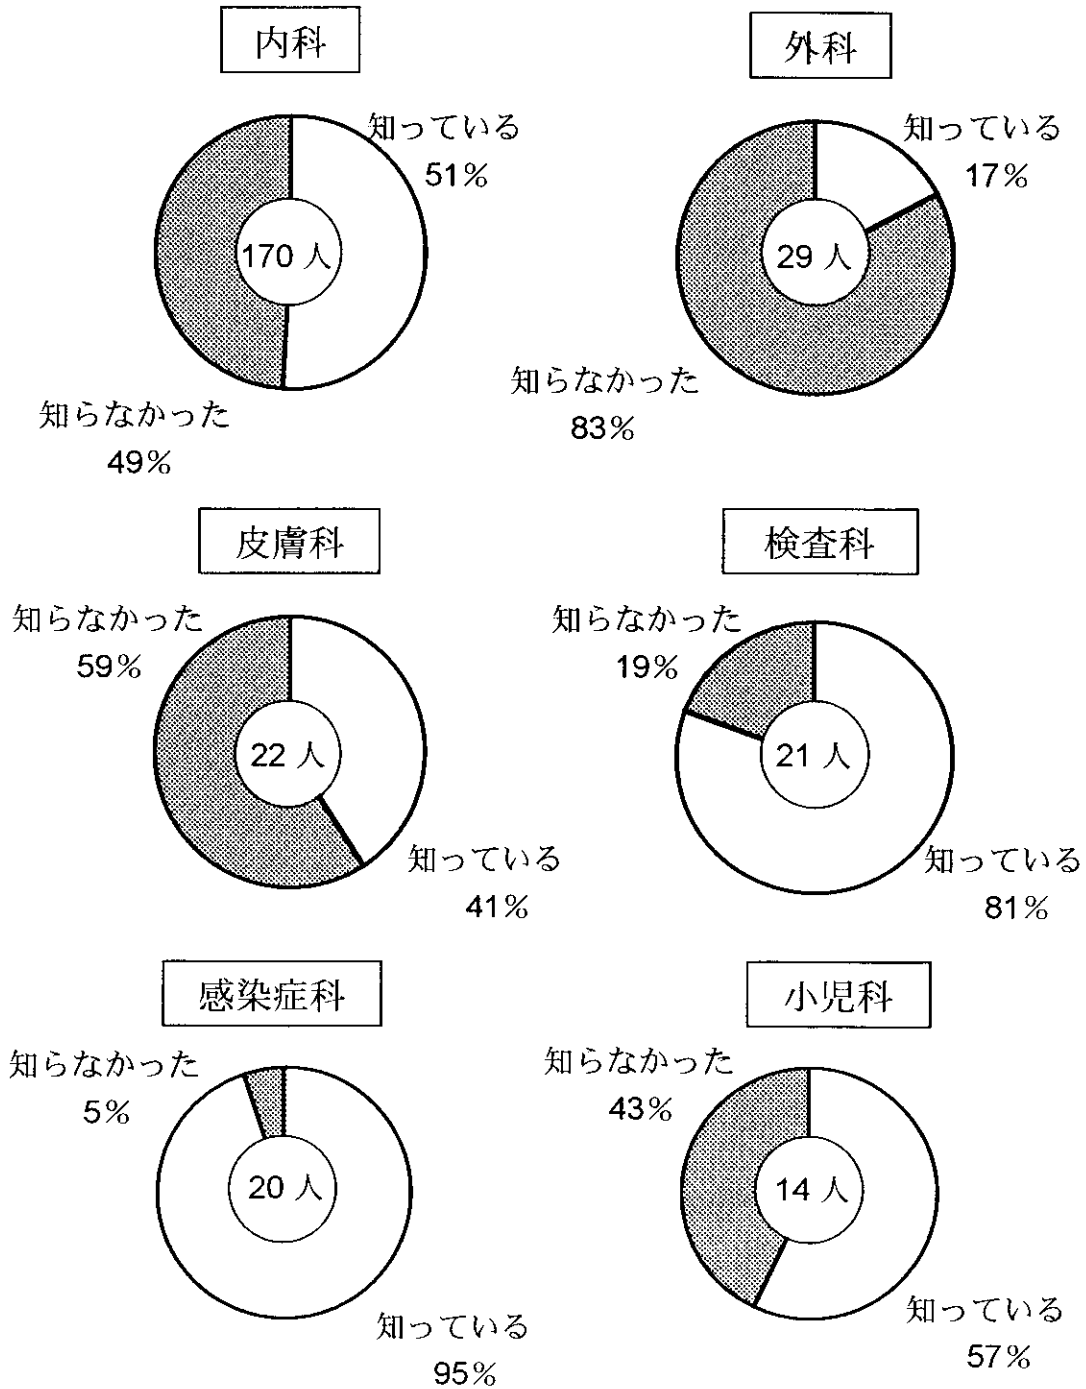 内科
知っている
51%
170 人
知らなかった
49%
外科
知っている
17%
29 人
知らなかった
83%
皮膚科
知らなかった
59%
22 人
知っている
41%
検査科
知らなかった
19%
21 人
知っている
81%
感染症科
知らなかった
5%
20 人
知っている
95%
小児科
知らなかった
43%
14 人
知っている
57%